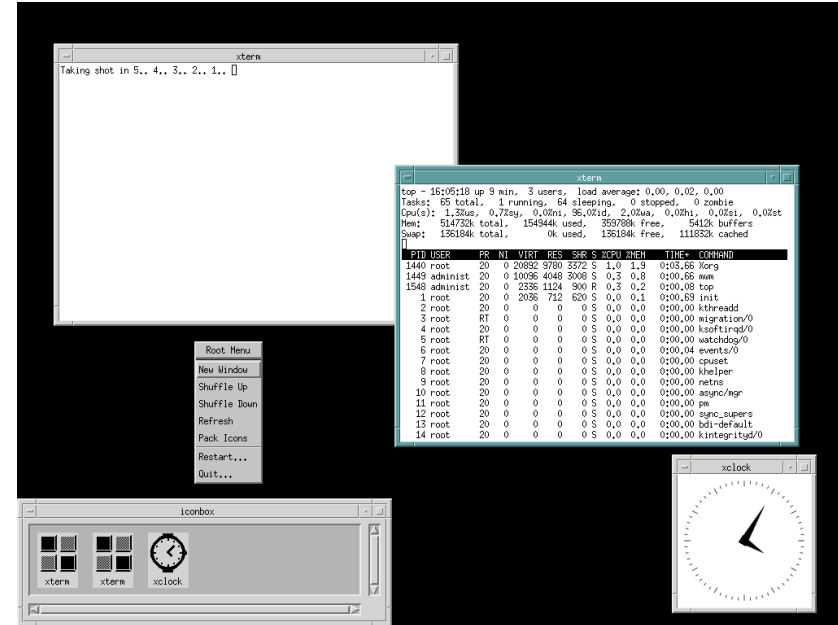 xterm
Taking shot in 5.. 4.. 3.. 2.. 1..
xterm
top - 16:05:18 up 9 min,  3 users,  load average: 0.00, 0.02, 0.00
Tasks:  65 total,   1 running,  64 sleeping,   0 stopped,   0 zombie
Cpu(s):  1.3%us,  0.7%sy,  0.0%ni, 96.0%id,  2.0%wa,  0.0%hi,  0.0%si,  0.0%st
Mem:    514732k total,   154944k used,   359788k free,     5412k buffers
Swap:   136184k total,        0k used,   136184k free,   111832k cached
PID USER      PR  NI  VIRT  RES  SHR S %CPU %MEM    TIME+  COMMAND
1440 root      20   0 20892 9780 3372 S  1.0  1.9   0:03.66 Xorg
1449 administ  20   0 10096 4048 3008 S  0.3  0.8   0:00.66 mwm
1548 administ  20   0  2336 1124  900 R  0.3  0.2   0:00.08 top
1 root      20   0  2036  712  620 S  0.0  0.1   0:00.69 init
2 root      20   0     0    0    0 S  0.0  0.0   0:00.00 kthreadd
3 root      RT   0     0    0    0 S  0.0  0.0   0:00.00 migration/0
4 root      20   0     0    0    0 S  0.0  0.0   0:00.00 ksoftirqd/0
5 root      RT   0     0    0    0 S  0.0  0.0   0:00.00 watchdog/0
6 root      20   0     0    0    0 S  0.0  0.0   0:00.04 events/0
7 root      20   0     0    0    0 S  0.0  0.0   0:00.00 cpuset
8 root      20   0     0    0    0 S  0.0  0.0   0:00.00 khelper
9 root      20   0     0    0    0 S  0.0  0.0   0:00.00 netns
10 root      20   0     0    0    0 S  0.0  0.0   0:00.00 async/mgr
11 root      20   0     0    0    0 S  0.0  0.0   0:00.00 pm
12 root      20   0     0    0    0 S  0.0  0.0   0:00.00 sync_supers
13 root      20   0     0    0    0 S  0.0  0.0   0:00.00 bdi-default
14 root      20   0     0    0    0 S  0.0  0.0   0:00.00 kintegrityd/0
Root Menu
New Window
Shuffle Up
Shuffle Down
Refresh
Pack Icons
Restart...
Quit...
iconbox
xterm
xterm
xclock
xclock